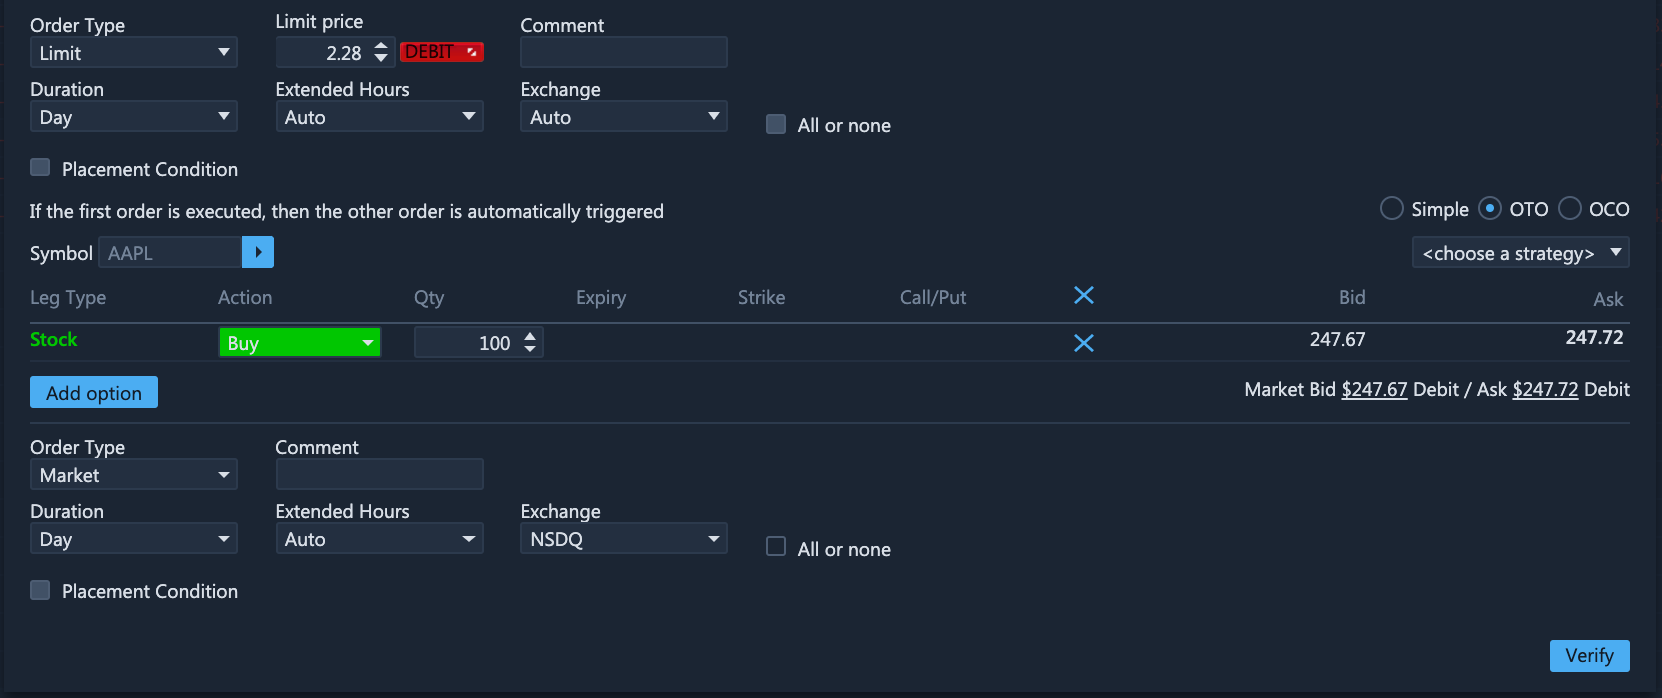 Order Type Limit price Comment
Limit 2.28 DEBIT
Duration Extended Hours Exchange
Day Auto Auto All or none
Placement Condition
If the first order is executed, then the other order is automatically triggered Simple OTO OCO
Symbol AAPL <choose a strategy>
Leg Type Action Qty Expiry Strike Call/Put Bid Ask
Stock Buy 100 247.67 247.72
Add option Market Bid $247.67 Debit / Ask $247.72 Debit
Order Type Comment
Market
Duration Extended Hours Exchange
Day Auto NSDQ All or none
Placement Condition
Verify